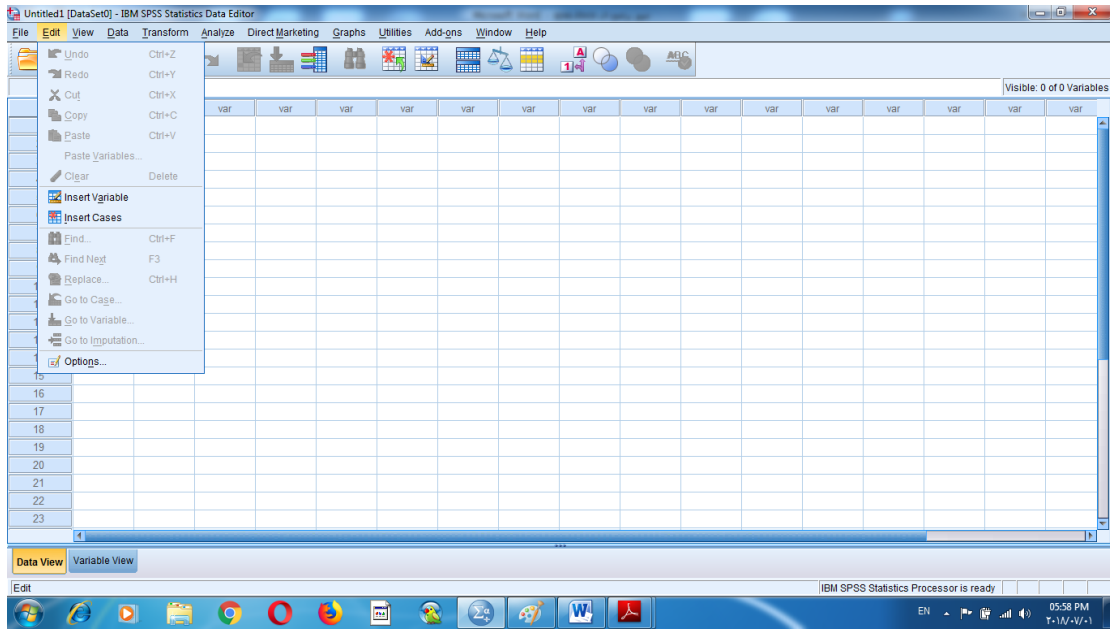 Untitled1 [DataSet0] - IBM SPSS Statistics Data Editor
File Edit View Data Transform Analyze Direct Marketing Graphs Utilities Add-ons Window Help
Visible: 0 of 0 Variables
Undo Ctrl+Z
Redo Ctrl+Y
Cut Ctrl+X
Copy Ctrl+C
Paste Ctrl+V
Paste Variables...
Clear Delete
Insert Variable
Insert Cases
Find... Ctrl+F
Find Next F3
Replace... Ctrl+H
Go to Case...
Go to Variable...
Go to Imputation...
Options...
var var var var var var var var var var var var var var var
15
16
17
18
19
20
21
22
23
Data View Variable View
Edit IBM SPSS Statistics Processor is ready
EN 05:58 PM
٢٠١٨/٠٧/٠١